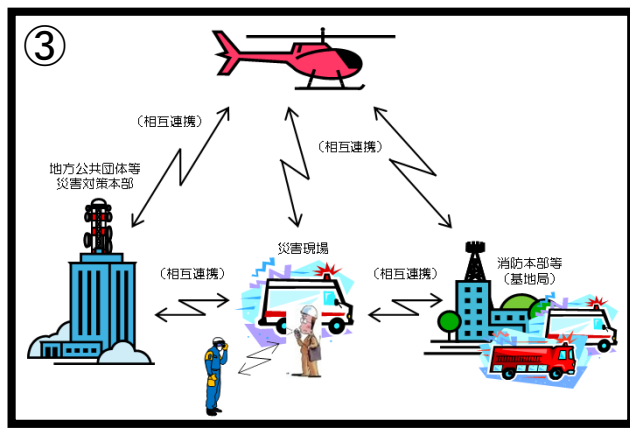 ③
(相互連携)
(相互連携)
地方公共団体等
災害対策本部
災害現場
消防本部等
(基地局)
(相互連携)
(相互連携)